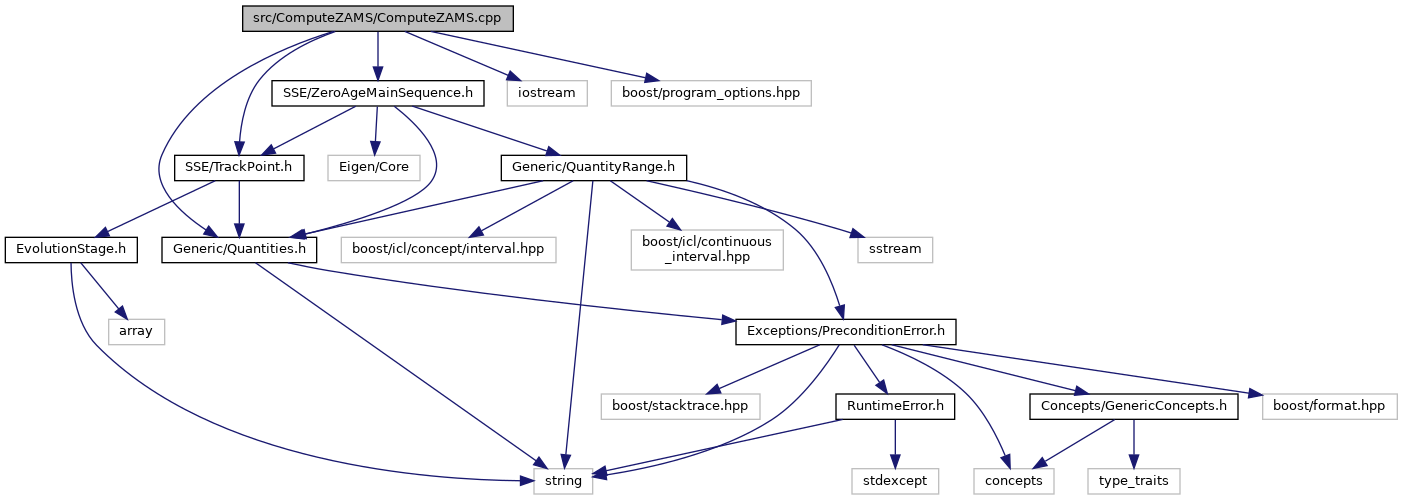 src/ComputeZAMS/ComputeZAMS.cpp
SSE/ZeroAgeMainSequence.h
iostream
boost/program_options.hpp
SSE/TrackPoint.h
Eigen/Core
Generic/QuantityRange.h
EvolutionStage.h
Generic/Quantities.h
boost/icl/concept/interval.hpp
boost/icl/continuous
_interval.hpp
sstream
array
Exceptions/PreconditionError.h
boost/stacktrace.hpp
RuntimeError.h
Concepts/GenericConcepts.h
boost/format.hpp
string
stdexcept
concepts
type_traits